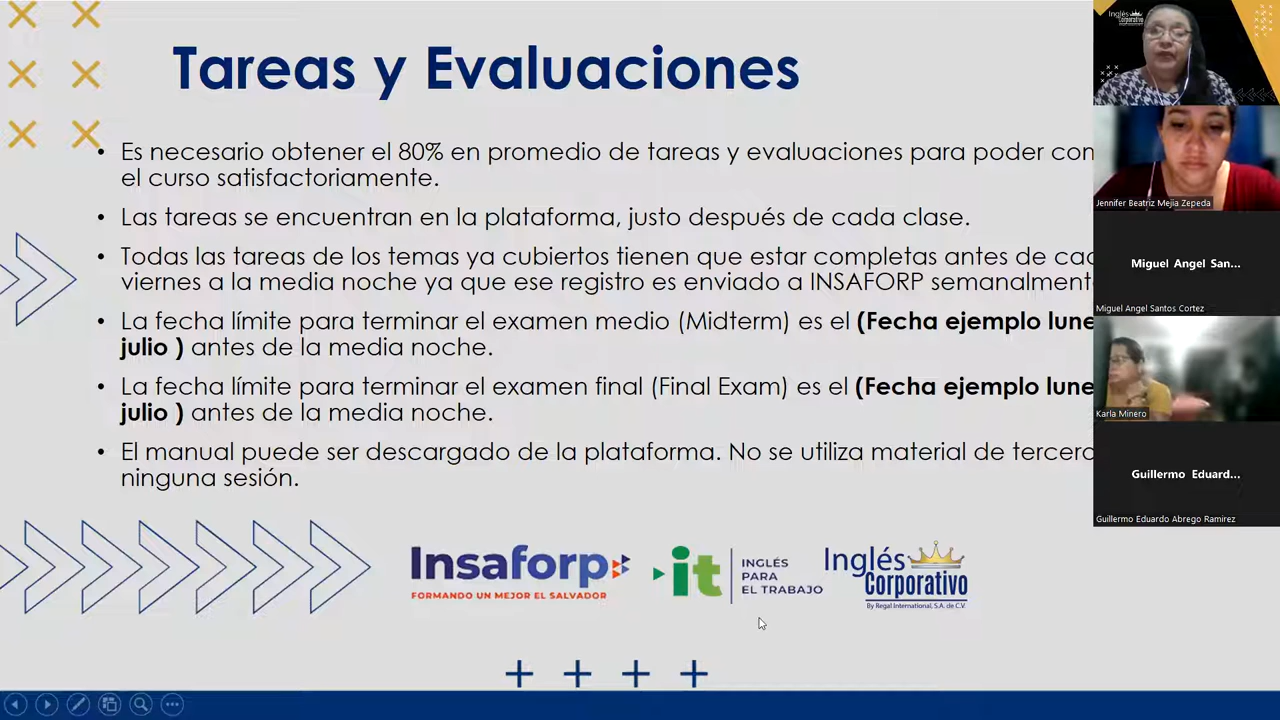 Tareas y Evaluaciones
• Es necesario obtener el 80% en promedio de tareas y evaluaciones para poder com
el curso satisfactoriamente.
• Las tareas se encuentran en la plataforma, justo después de cada clase.
• Todas las tareas de los temas ya cubiertos tienen que estar completas antes de cad
viernes a la media noche ya que ese registro es enviado a INSAFORP semanalment
• La fecha límite para terminar el examen medio (Midterm) es el (Fecha ejemplo lune
julio ) antes de la media noche.
• La fecha límite para terminar el examen final (Final Exam) es el (Fecha ejemplo lune
julio ) antes de la media noche.
• El manual puede ser descargado de la plataforma. No se utiliza material de tercero
ninguna sesión.
Insaforp
FORMANDO UN MEJOR EL SALVADOR
it
INGLÉS
PARA
EL TRABAJO
Inglés
Corporativo
By Regal International, S.A. de C.V.
Inglés
Corporativo
Jennifer Beatriz Mejía Zepeda
Miguel Angel San...
Miguel Angel Santos Cortez
Karla Minero
Guillermo Eduard...
Guillermo Eduardo Abrego Ramirez